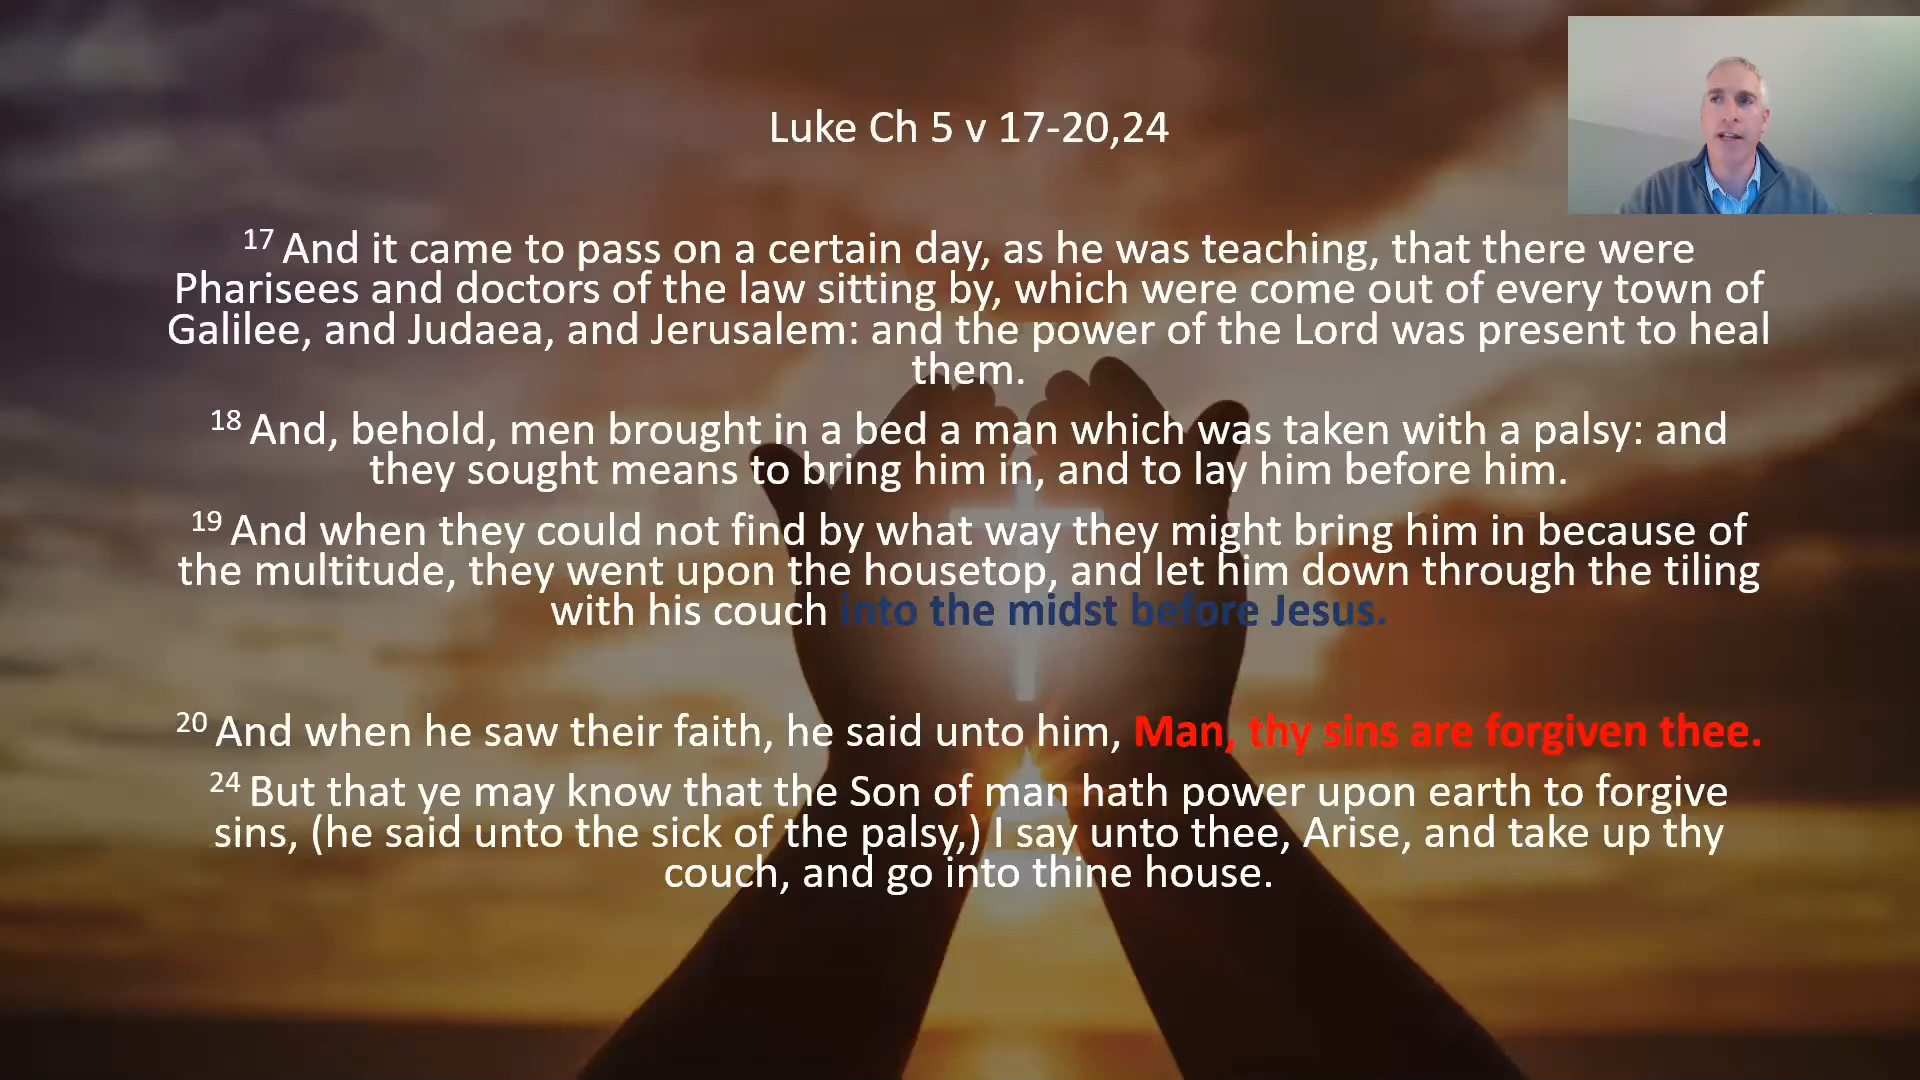 Luke Ch 5 v 17-20,24
17 And it came to pass on a certain day, as he was teaching, that there were
Pharisees and doctors of the law sitting by, which were come out of every town of
Galilee, and Judaea, and Jerusalem: and the power of the Lord was present to heal
them.
18 And, behold, men brought in a bed a man which was taken with a palsy: and
they sought means to bring him in, and to lay him before him.
19 And when they could not find by what way they might bring him in because of
the multitude, they went upon the housetop, and let him down through the tiling
with his couch into the midst before Jesus.
20 And when he saw their faith, he said unto him, Man, thy sins are forgiven thee.
24 But that ye may know that the Son of man hath power upon earth to forgive
sins, (he said unto the sick of the palsy,) I say unto thee, Arise, and take up thy
couch, and go into thine house.